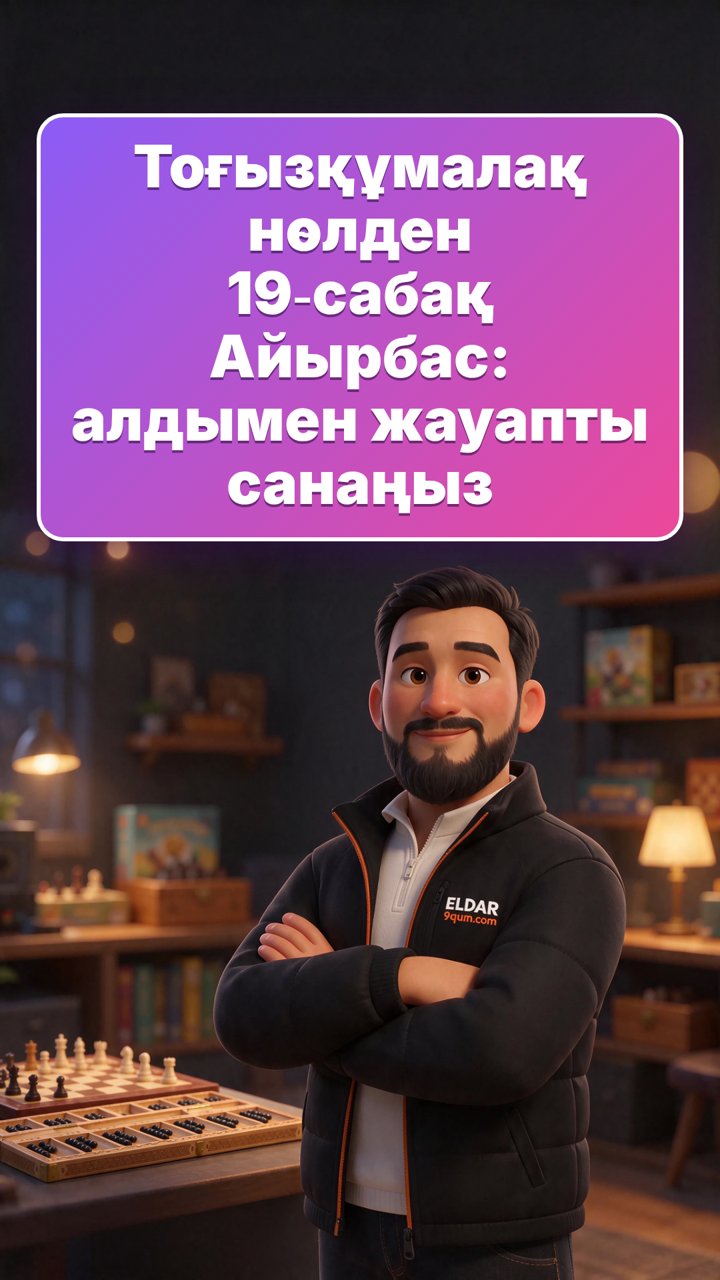 Тоғызқұмалақ
нөлден
19-сабақ
Айырбас:
алдымен жауапты
санаңыз
ELDAR
9qum.com